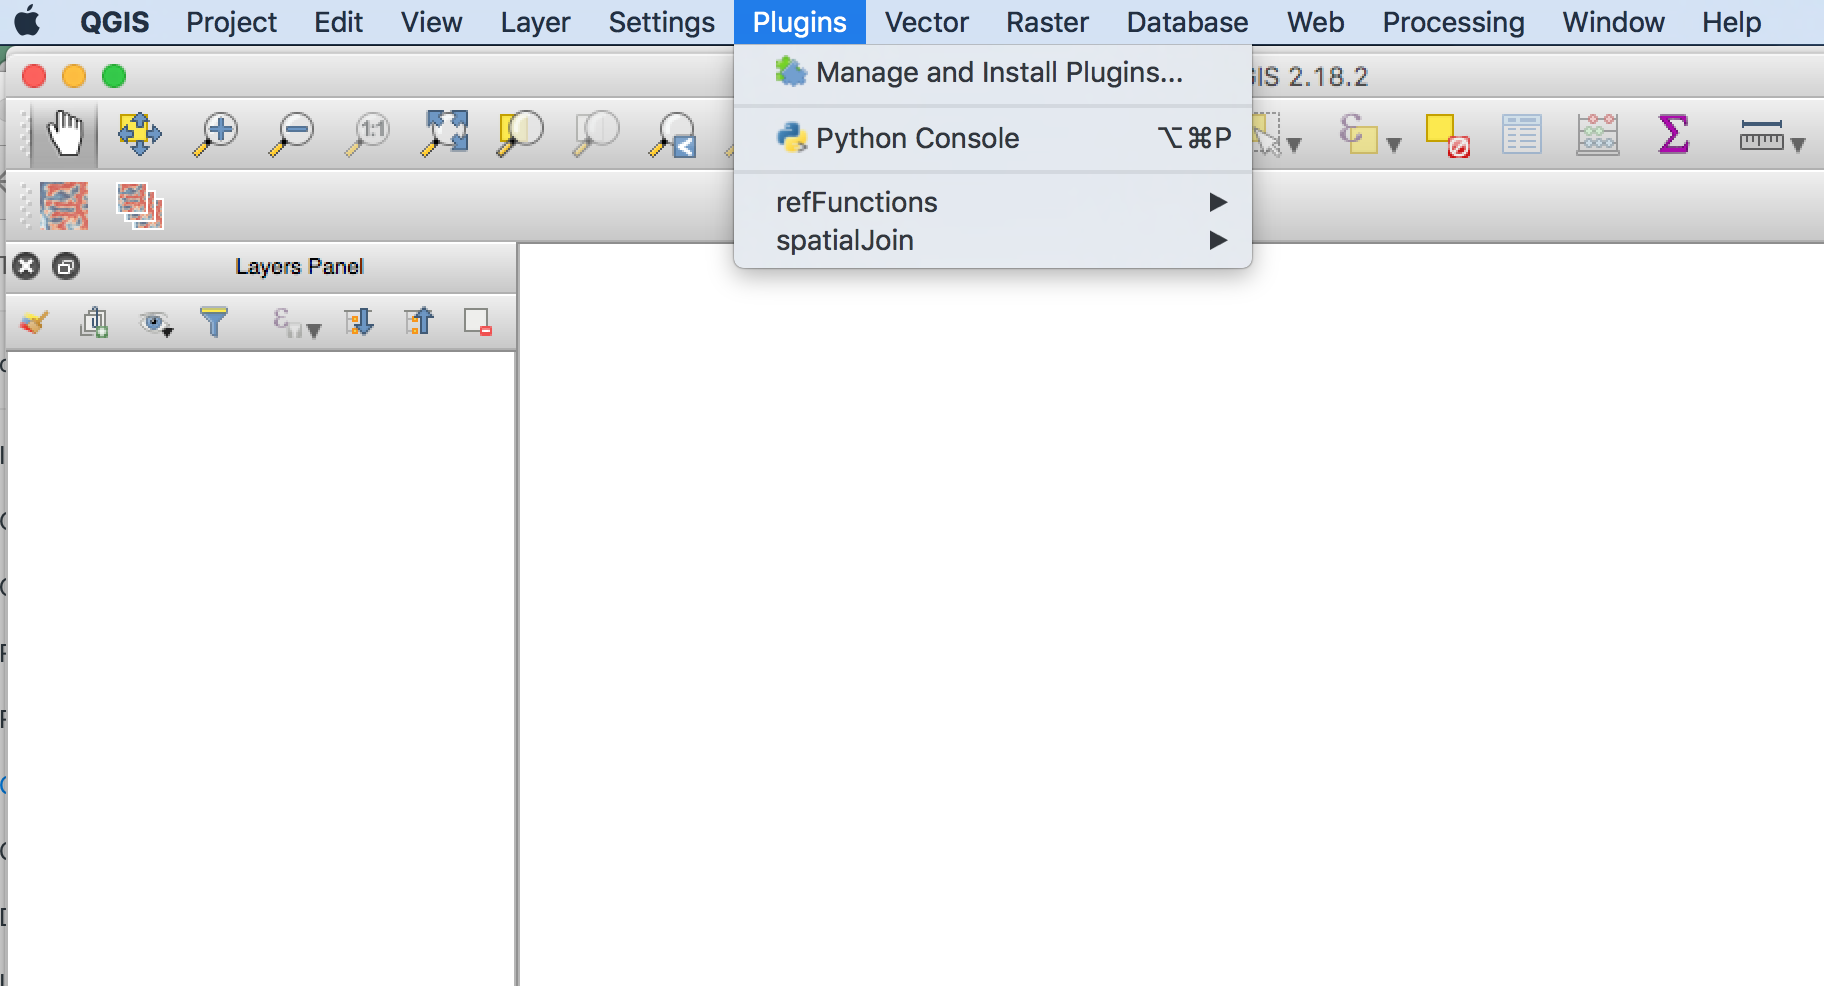 QGIS Project Edit View Layer Settings Plugins Vector Raster Database Web Processing Window Help
Manage and Install Plugins...
GIS 2.18.2
1:1
Python Console ⌥⌘P
ε
Σ
refFunctions
spatialJoin
Layers Panel
ε